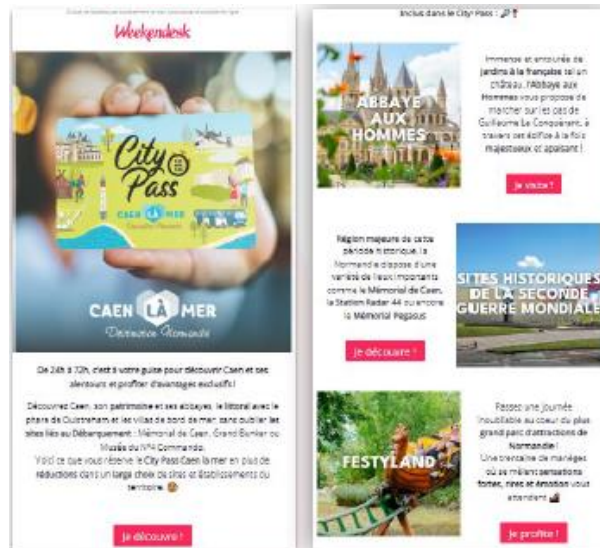 Weekendesk
City Pass
CAEN LÀ MER
CAEN LÀ MER
Destination Normandie
De 24h à 72h, c'est à votre guise pour découvrir Caen et ses
alentours et profiter d'avantages exclusifs !
Découvrez Caen, son patrimoine et ses abbayes, le littoral avec le
phare de Ouistreham et les villas de bord de mer, sans oublier les
sites liés au Débarquement : Mémorial de Caen, Grand Bunker ou
Musée du N°4 Commando.
Voici ce que vous réserve le City Pass Caen la mer en plus de
réductions dans un large choix de sites et établissements du
territoire.
Je découvre !
Inclus dans le City Pass :
ABBAYE
AUX
HOMMES
Immense et entourée de
jardins à la française tel un
château, l'Abbaye aux
Hommes vous propose de
marcher sur les pas de
Guillaume Le Conquérant, à
travers cet édifice à la fois
majestueux et apaisant !
Je visite !
Région majeure de cette
période historique, la
Normandie dispose d'une
variété de lieux importants
comme le Mémorial de Caen,
la Station Radar 44 ou encore
le Mémorial Pegasus
Je découvre !
SITES HISTORIQUES
DE LA SECONDE
GUERRE MONDIALE
FESTYLAND
Passez une journée
inoubliable au coeur du plus
grand parc d'attractions de
Normandie !
Une trentaine de manèges
où se mêlent sensations
fortes, rires et émotion vous
attendent
Je profite !